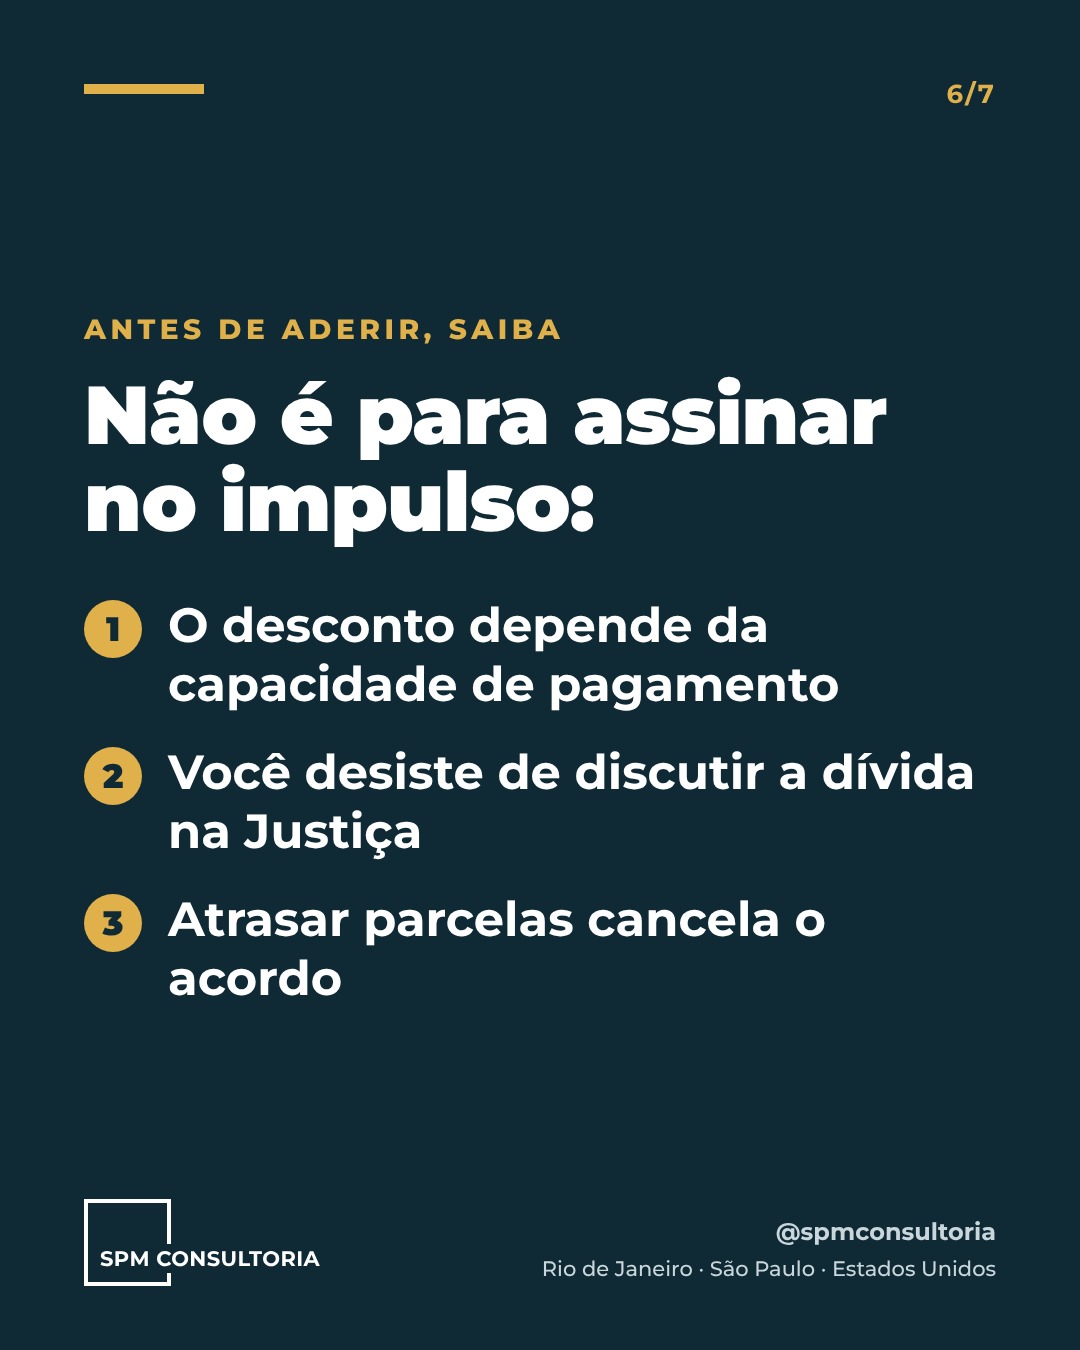 6/7
ANTES DE ADERIR, SAIBA
Não é para assinar
no impulso:
1 O desconto depende da
capacidade de pagamento
2 Você desiste de discutir a dívida
na Justiça
3 Atrasar parcelas cancela o
acordo
SPM CONSULTORIA
@spmconsultoria
Rio de Janeiro · São Paulo · Estados Unidos